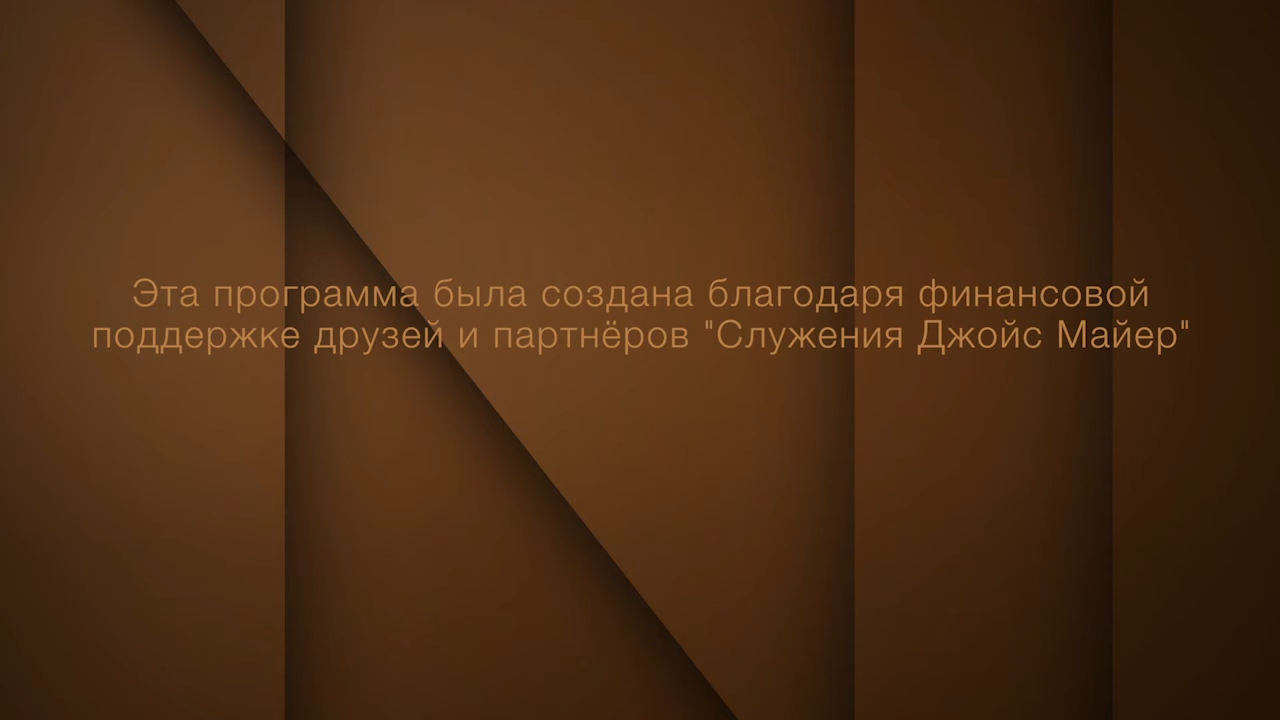 Эта программа была создана благодаря финансовой
поддержке друзей и партнёров "Служения Джойс Майер"